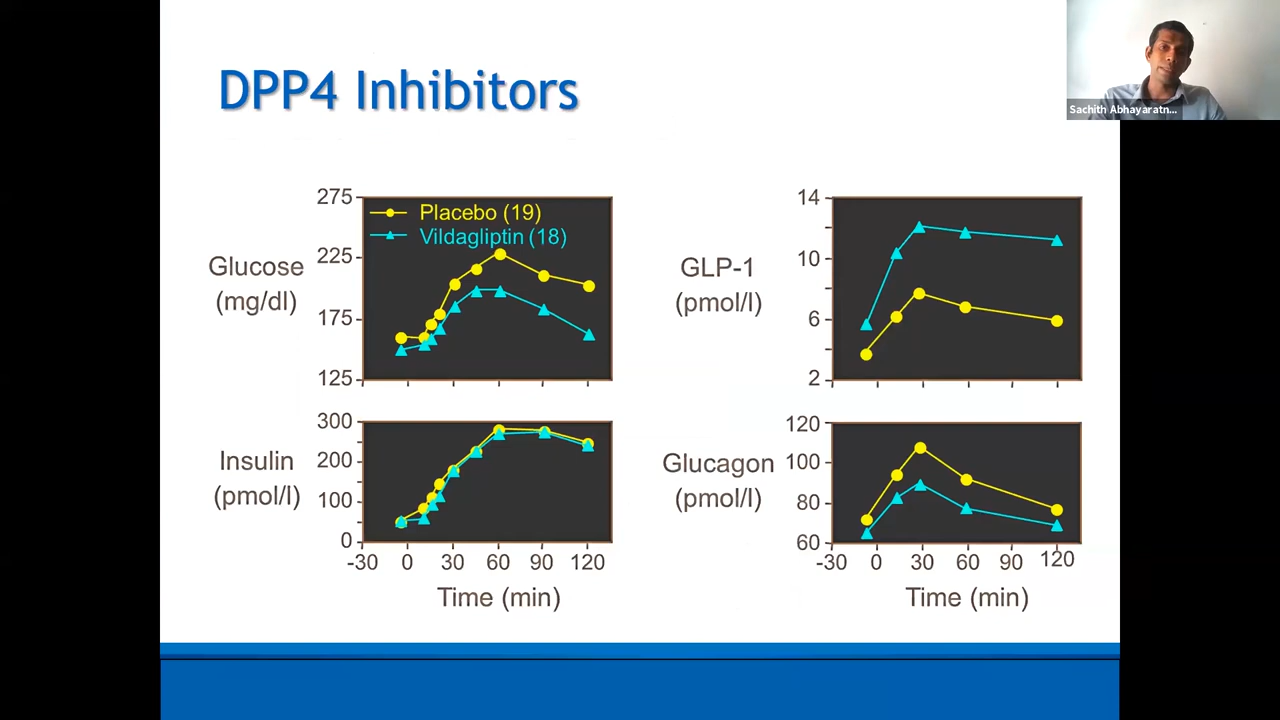 DPP4 Inhibitors
Sachith Abhayaratn...
275
225
175
125
Glucose
(mg/dl)
Placebo (19)
Vildagliptin (18)
14
10
6
2
GLP-1
(pmol/l)
300
200
100
0
Insulin
(pmol/l)
-30 0 30 60 90 120
Time (min)
120
100
80
60
Glucagon
(pmol/l)
-30 0 30 60 90 120
Time (min)